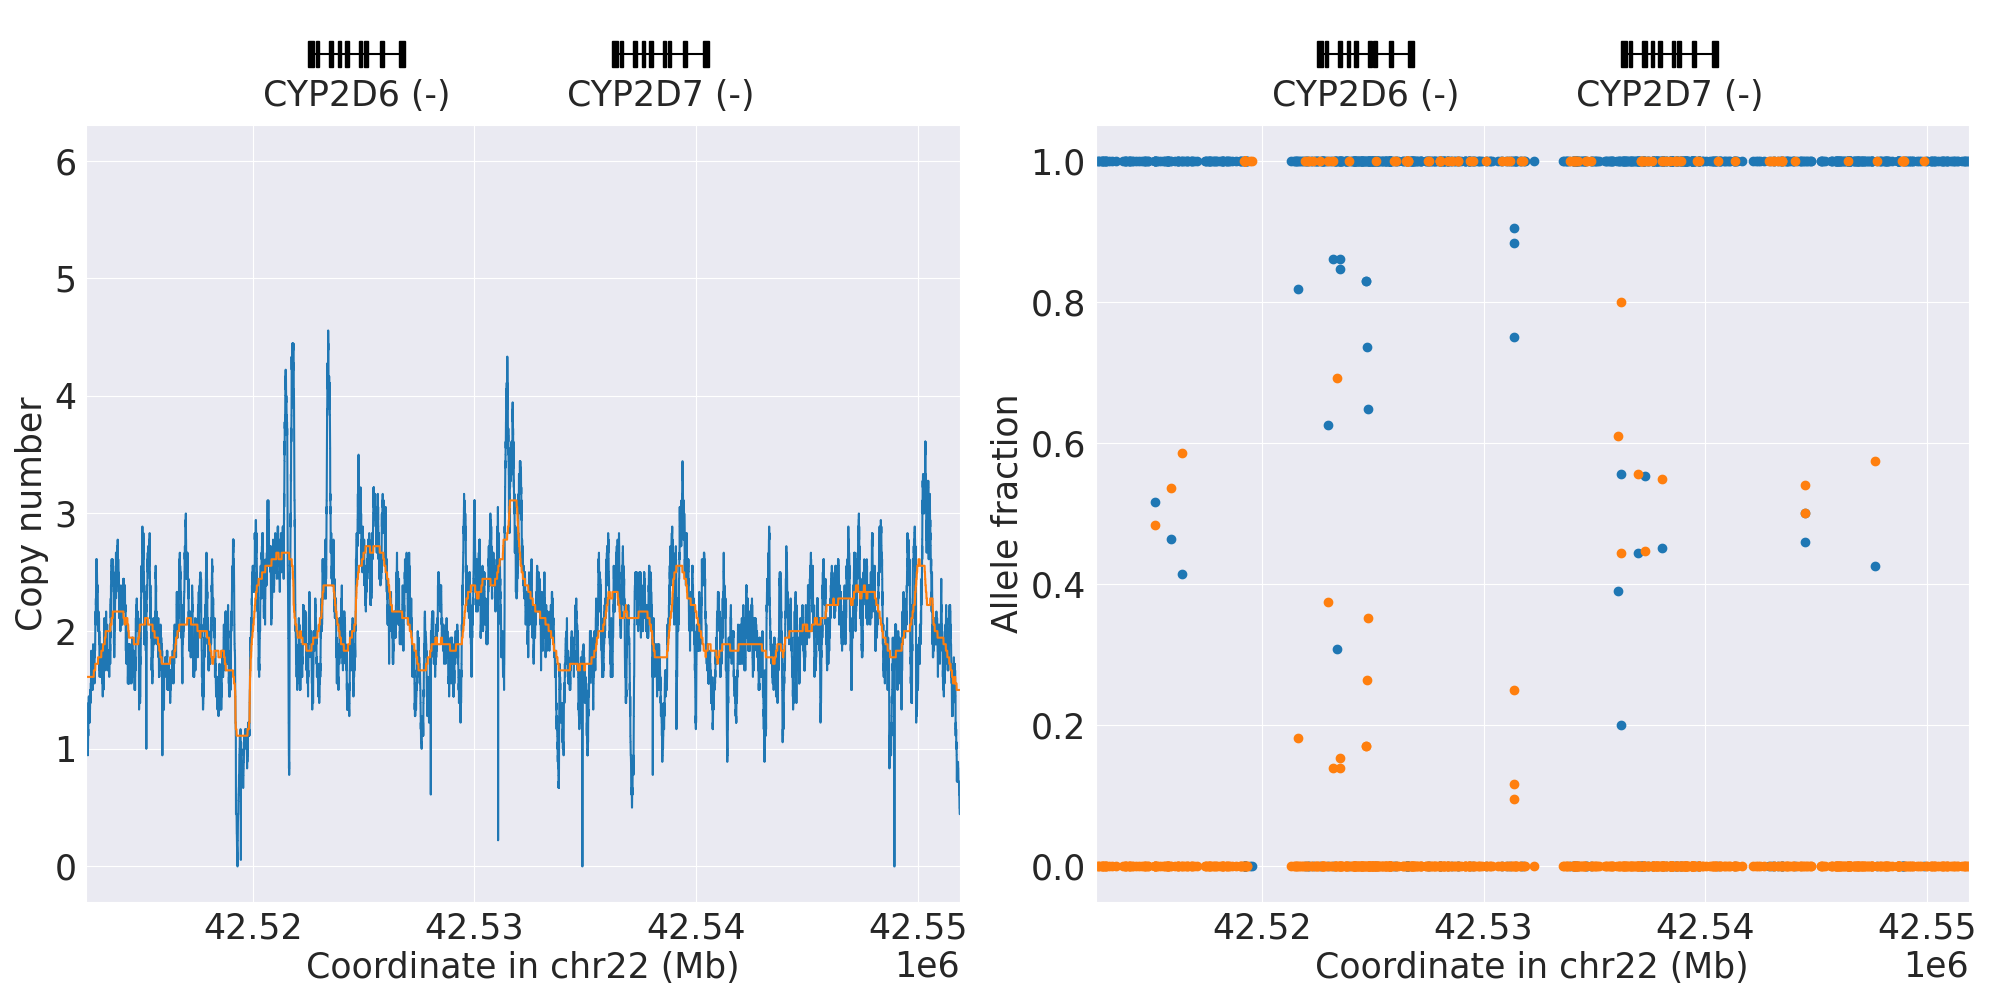 CYP2D6 (-)
CYP2D7 (-)
6
5
4
3
2
1
0
Copy number
42.52
42.53
42.54
42.55
Coordinate in chr22 (Mb)
1e6
CYP2D6 (-)
CYP2D7 (-)
1.0
0.8
0.6
0.4
0.2
0.0
Allele fraction
42.52
42.53
42.54
42.55
Coordinate in chr22 (Mb)
1e6